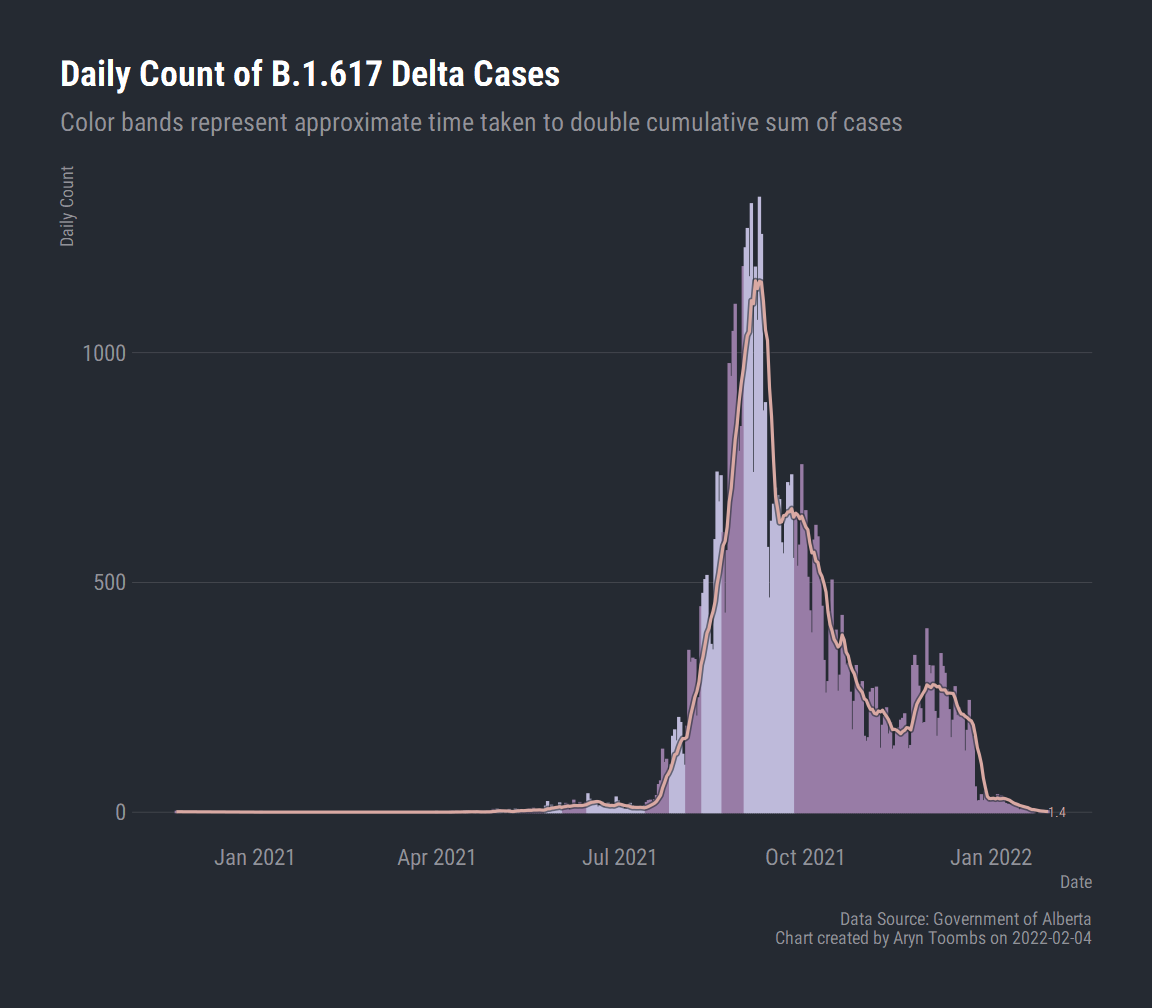 Daily Count of B.1.617 Delta Cases
Color bands represent approximate time taken to double cumulative sum of cases
Daily Count
1000
500
0
1.4
Jan 2021
Apr 2021
Jul 2021
Oct 2021
Jan 2022
Date
Data Source: Government of Alberta
Chart created by Aryn Toombs on 2022-02-04